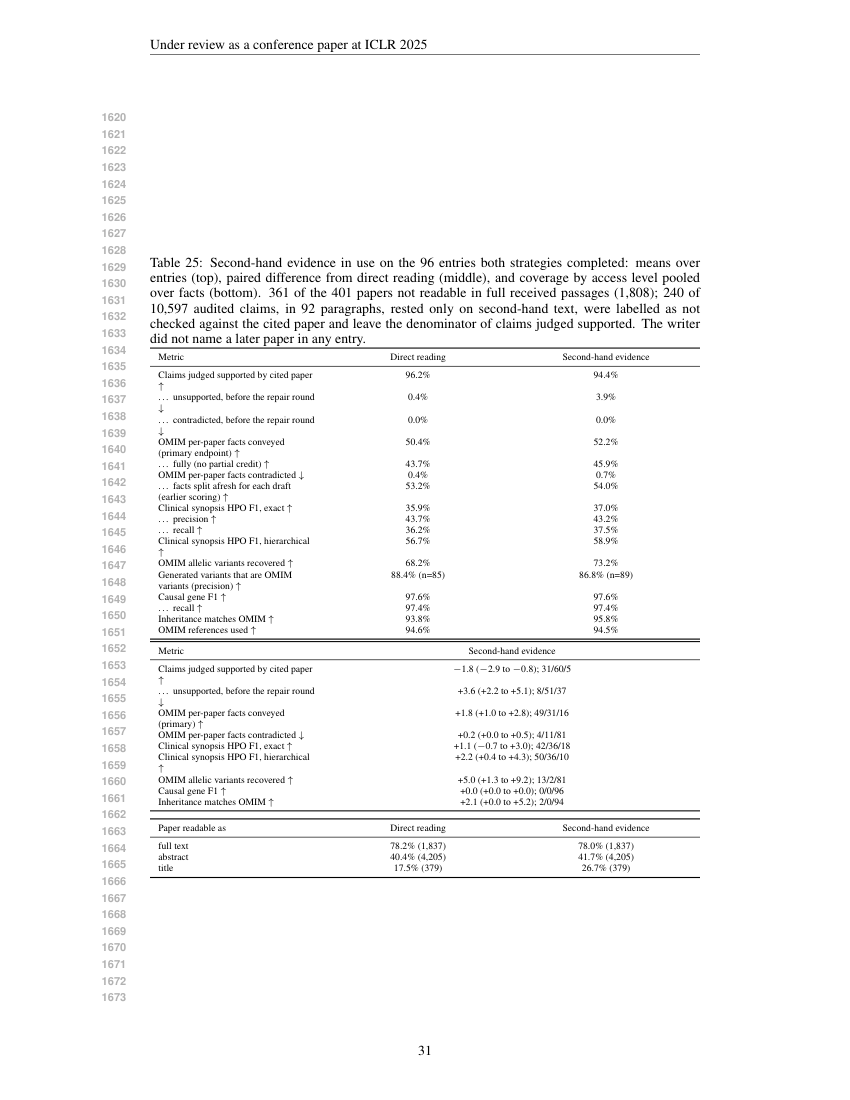 Under review as a conference paper at ICLR 2025
1620
1621
1622
1623
1624
1625
1626
1627
1628
1629
1630
1631
1632
1633
1634
1635
1636
1637
1638
1639
1640
1641
1642
1643
1644
1645
1646
1647
1648
1649
1650
1651
1652
1653
1654
1655
1656
1657
1658
1659
1660
1661
1662
1663
1664
1665
1666
1667
1668
1669
1670
1671
1672
1673
Table 25: Second-hand evidence in use on the 96 entries both strategies completed: means over
entries (top), paired difference from direct reading (middle), and coverage by access level pooled
over facts (bottom). 361 of the 401 papers not readable in full received passages (1,808); 240 of
10,597 audited claims, in 92 paragraphs, rested only on second-hand text, were labelled as not
checked against the cited paper and leave the denominator of claims judged supported. The writer
did not name a later paper in any entry.
Metric Direct reading Second-hand evidence
Claims judged supported by cited paper 96.2% 94.4%
↑
... unsupported, before the repair round 0.4% 3.9%
↓
... contradicted, before the repair round 0.0% 0.0%
↓
OMIM per-paper facts conveyed 50.4% 52.2%
(primary endpoint) ↑
... fully (no partial credit) ↑ 43.7% 45.9%
OMIM per-paper facts contradicted ↓ 0.4% 0.7%
... facts split afresh for each draft 53.2% 54.0%
(earlier scoring) ↑
Clinical synopsis HPO F1, exact ↑ 35.9% 37.0%
... precision ↑ 43.7% 43.2%
... recall ↑ 36.2% 37.5%
Clinical synopsis HPO F1, hierarchical 56.7% 58.9%
↑
OMIM allelic variants recovered ↑ 68.2% 73.2%
Generated variants that are OMIM 88.4% (n=85) 86.8% (n=89)
variants (precision) ↑
Causal gene F1 ↑ 97.6% 97.6%
... recall ↑ 97.4% 97.4%
Inheritance matches OMIM ↑ 93.8% 95.8%
OMIM references used ↑ 94.6% 94.5%
Metric Second-hand evidence
Claims judged supported by cited paper −1.8 (−2.9 to −0.8); 31/60/5
↑
... unsupported, before the repair round +3.6 (+2.2 to +5.1); 8/51/37
↓
OMIM per-paper facts conveyed +1.8 (+1.0 to +2.8); 49/31/16
(primary) ↑
OMIM per-paper facts contradicted ↓ +0.2 (+0.0 to +0.5); 4/11/81
Clinical synopsis HPO F1, exact ↑ +1.1 (−0.7 to +3.0); 42/36/18
Clinical synopsis HPO F1, hierarchical +2.2 (+0.4 to +4.3); 50/36/10
↑
OMIM allelic variants recovered ↑ +5.0 (+1.3 to +9.2); 13/2/81
Causal gene F1 ↑ +0.0 (+0.0 to +0.0); 0/0/96
Inheritance matches OMIM ↑ +2.1 (+0.0 to +5.2); 2/0/94
Paper readable as Direct reading Second-hand evidence
full text 78.2% (1,837) 78.0% (1,837)
abstract 40.4% (4,205) 41.7% (4,205)
title 17.5% (379) 26.7% (379)
31